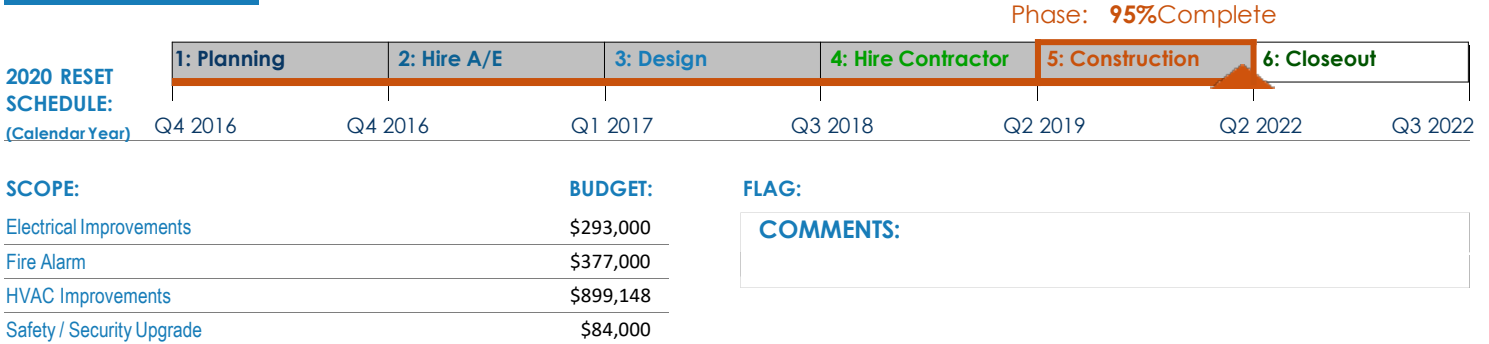 Phase: 95%Complete
1: Planning 2: Hire A/E 3: Design 4: Hire Contractor 5: Construction 6: Closeout
2020 RESET
SCHEDULE:
(Calendar Year) Q4 2016 Q4 2016 Q1 2017 Q3 2018 Q2 2019 Q2 2022 Q3 2022
SCOPE: BUDGET: FLAG:
Electrical Improvements $293,000 COMMENTS:
Fire Alarm $377,000
HVAC Improvements $899,148
Safety / Security Upgrade $84,000